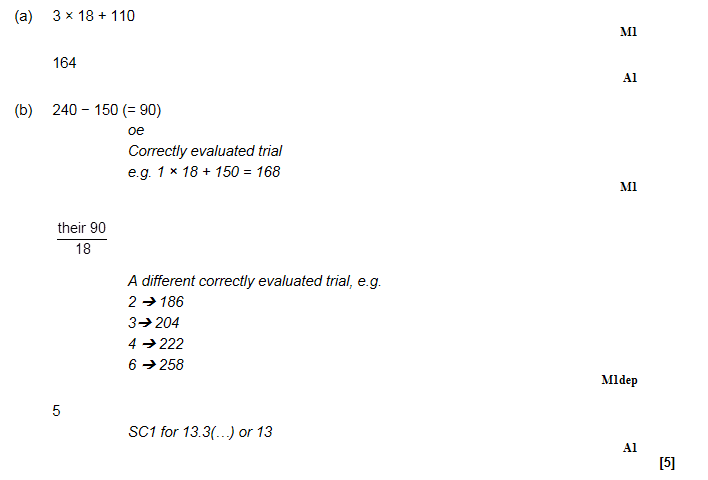 (a) 3 × 18 + 110
M1
164
A1
(b) 240 − 150 (= 90)
oe
Correctly evaluated trial
e.g. 1 × 18 + 150 = 168
M1
their 90
18
A different correctly evaluated trial, e.g.
2 ➔ 186
3➔ 204
4 ➔ 222
6 ➔ 258
M1dep
5
SC1 for 13.3(…) or 13
A1
[5]